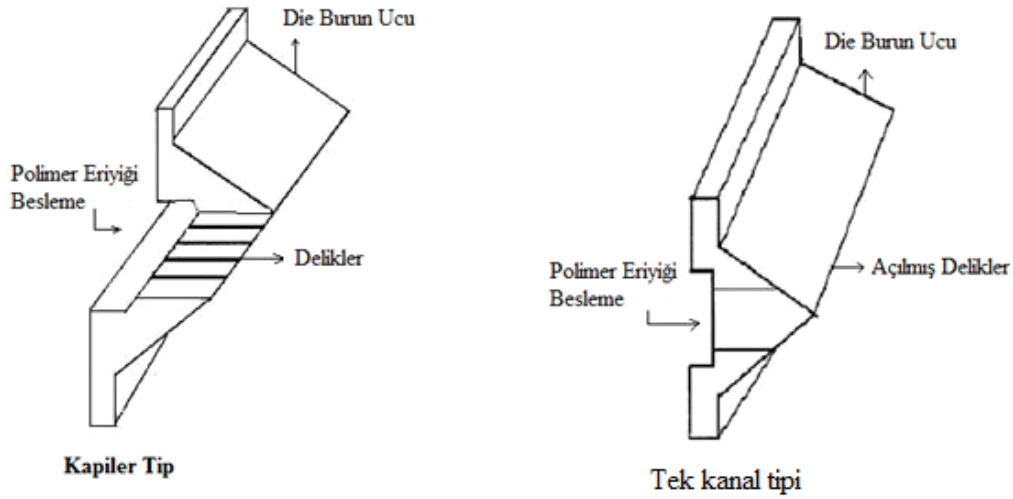 Die Burun Ucu
Polimer Eriyiği
Besleme
Delikler
Kapiler Tip
Die Burun Ucu
Polimer Eriyiği
Besleme
Açılmış Delikler
Tek kanal tipi